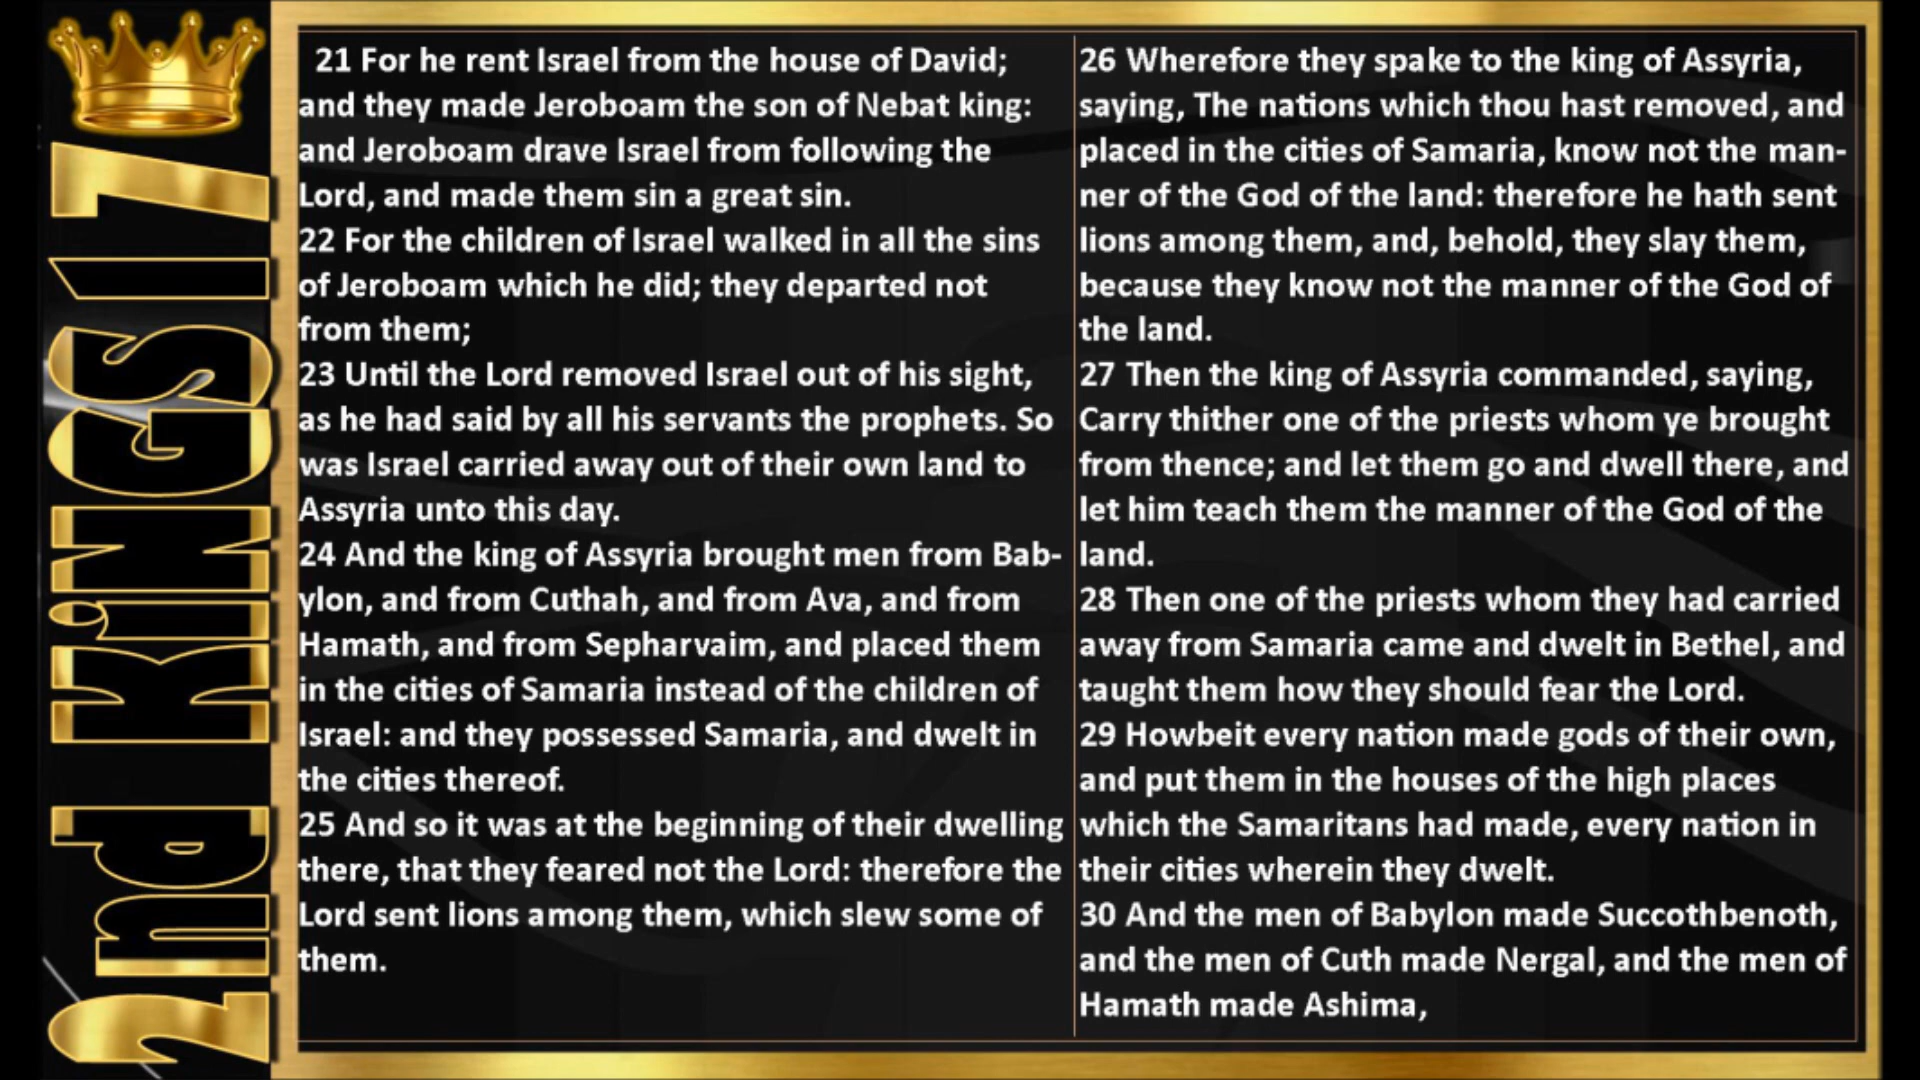 2nd KiNGS17
21 For he rent Israel from the house of David;
and they made Jeroboam the son of Nebat king:
and Jeroboam drave Israel from following the
Lord, and made them sin a great sin.
22 For the children of Israel walked in all the sins
of Jeroboam which he did; they departed not
from them;
23 Until the Lord removed Israel out of his sight,
as he had said by all his servants the prophets. So
was Israel carried away out of their own land to
Assyria unto this day.
24 And the king of Assyria brought men from Bab-
ylon, and from Cuthah, and from Ava, and from
Hamath, and from Sepharvaim, and placed them
in the cities of Samaria instead of the children of
Israel: and they possessed Samaria, and dwelt in
the cities thereof.
25 And so it was at the beginning of their dwelling
there, that they feared not the Lord: therefore the
Lord sent lions among them, which slew some of
them.
26 Wherefore they spake to the king of Assyria,
saying, The nations which thou hast removed, and
placed in the cities of Samaria, know not the man-
ner of the God of the land: therefore he hath sent
lions among them, and, behold, they slay them,
because they know not the manner of the God of
the land.
27 Then the king of Assyria commanded, saying,
Carry thither one of the priests whom ye brought
from thence; and let them go and dwell there, and
let him teach them the manner of the God of the
land.
28 Then one of the priests whom they had carried
away from Samaria came and dwelt in Bethel, and
taught them how they should fear the Lord.
29 Howbeit every nation made gods of their own,
and put them in the houses of the high places
which the Samaritans had made, every nation in
their cities wherein they dwelt.
30 And the men of Babylon made Succothbenoth,
and the men of Cuth made Nergal, and the men of
Hamath made Ashima,